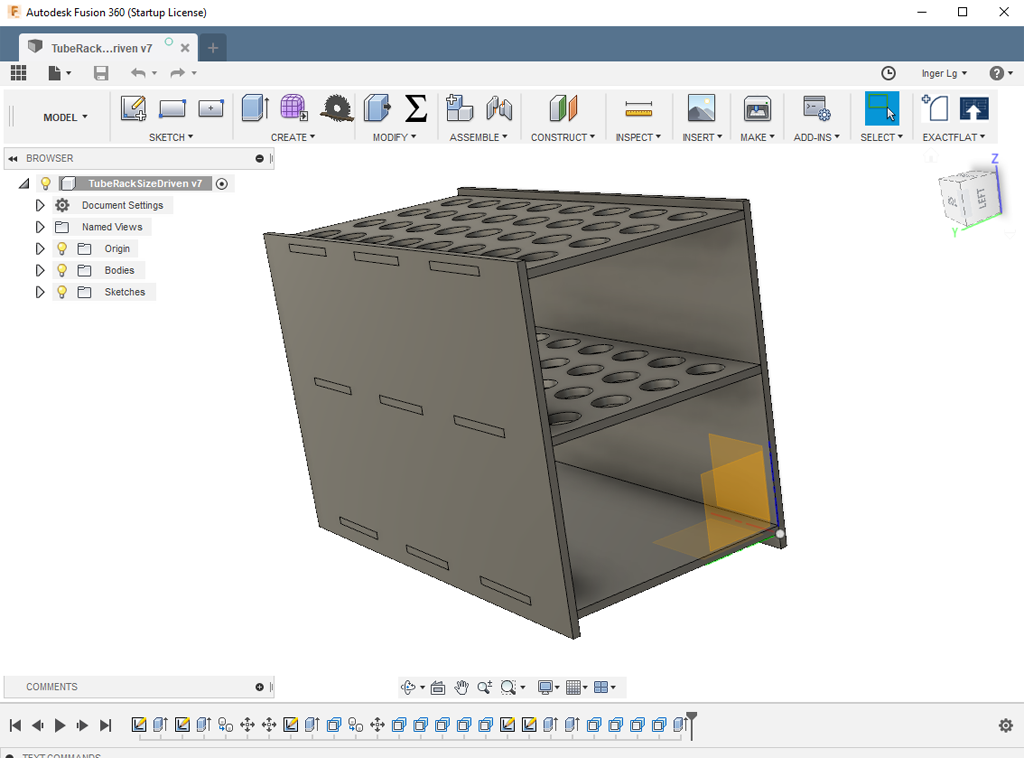 Autodesk Fusion 360 (Startup License)
TubeRack...riven v7
Inger Lg
MODEL
SKETCH
CREATE
MODIFY
ASSEMBLE
CONSTRUCT
INSPECT
INSERT
MAKE
ADD-INS
SELECT
EXACTFLAT
BROWSER
TubeRackSizeDriven v7
Document Settings
Named Views
Origin
Bodies
Sketches
Z
LEFT
Y
COMMENTS
TEXT COMMANDS